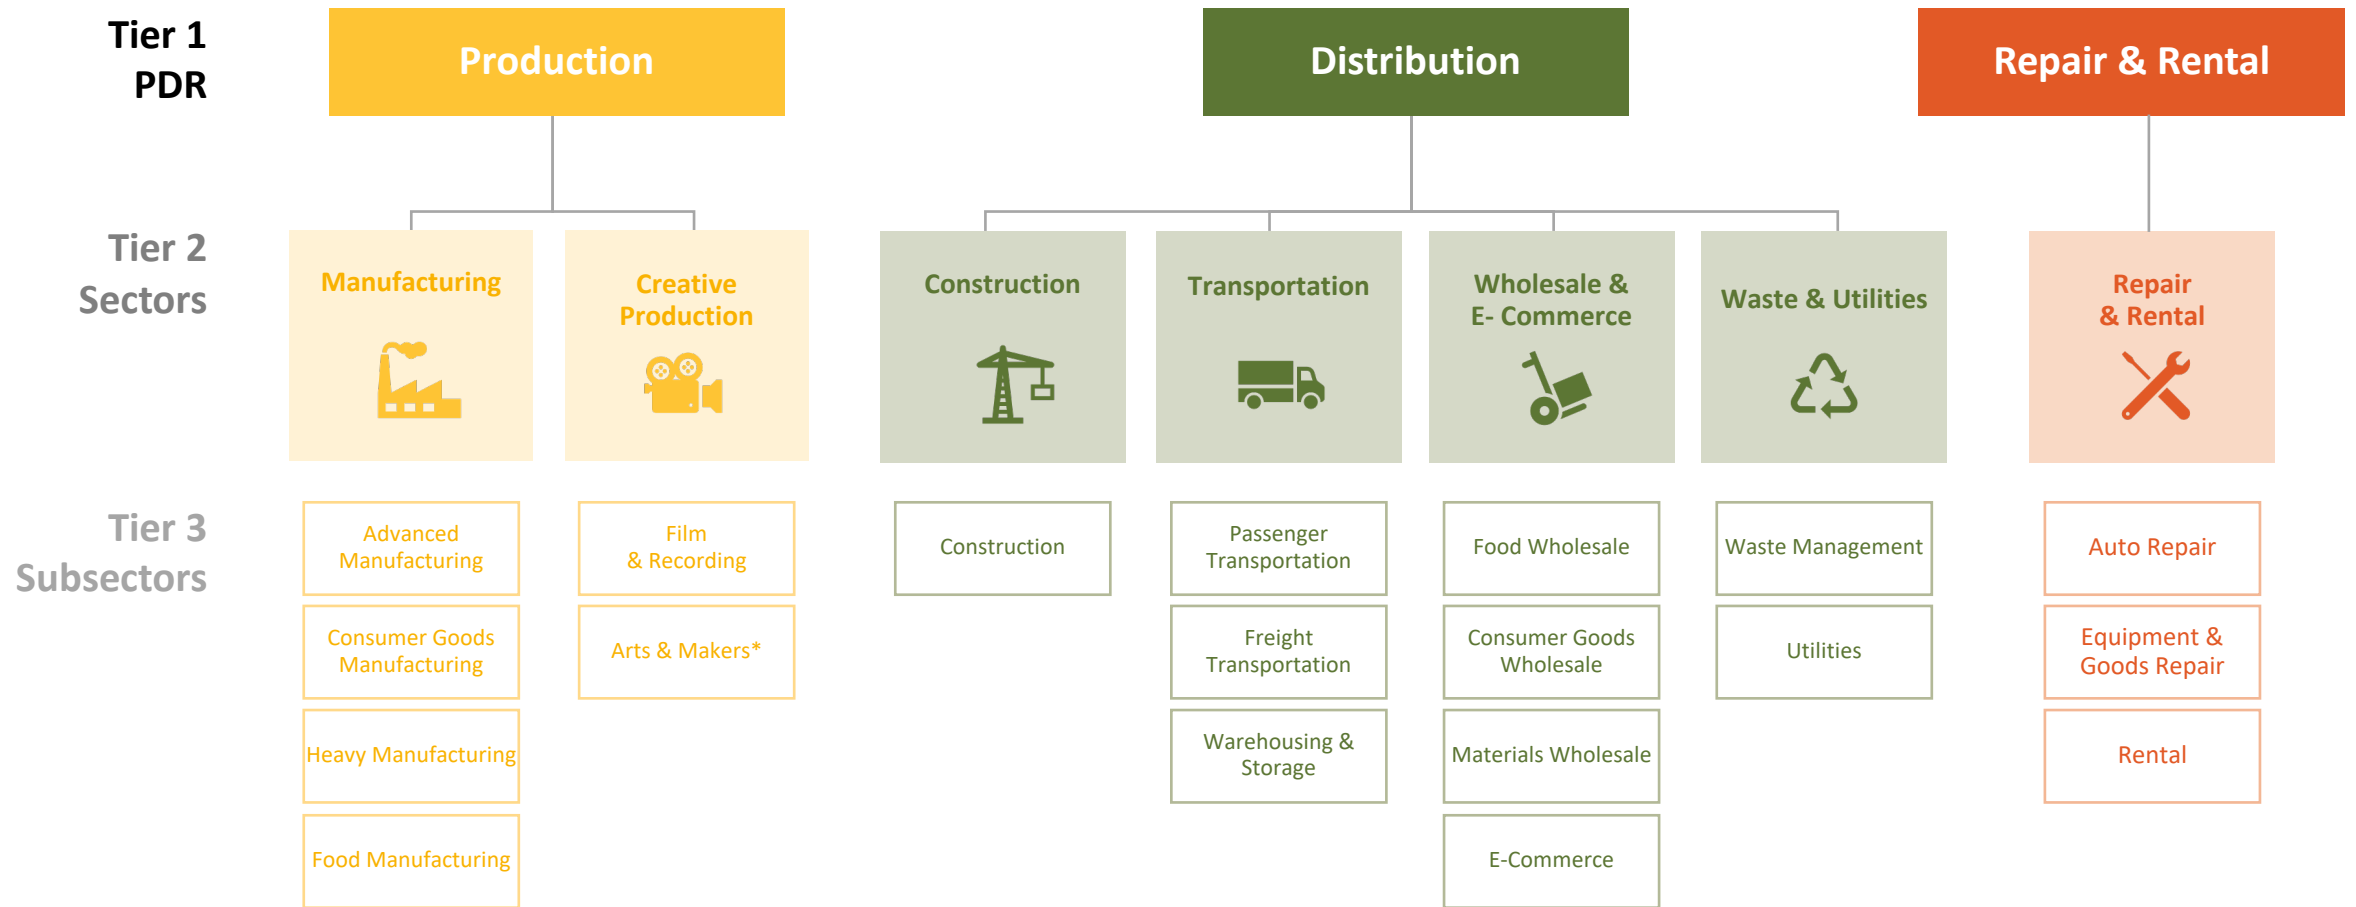 Tier 1
PDR
Production
Distribution
Repair & Rental
Tier 2
Sectors
Manufacturing
Creative
Production
Construction
Transportation
Wholesale &
E- Commerce
Waste & Utilities
Repair
& Rental
Tier 3
Subsectors
Advanced
Manufacturing
Film
& Recording
Construction
Passenger
Transportation
Food Wholesale
Waste Management
Auto Repair
Consumer Goods
Manufacturing
Arts & Makers*
Freight
Transportation
Consumer Goods
Wholesale
Utilities
Equipment &
Goods Repair
Heavy Manufacturing
Warehousing &
Storage
Materials Wholesale
Rental
Food Manufacturing
E-Commerce